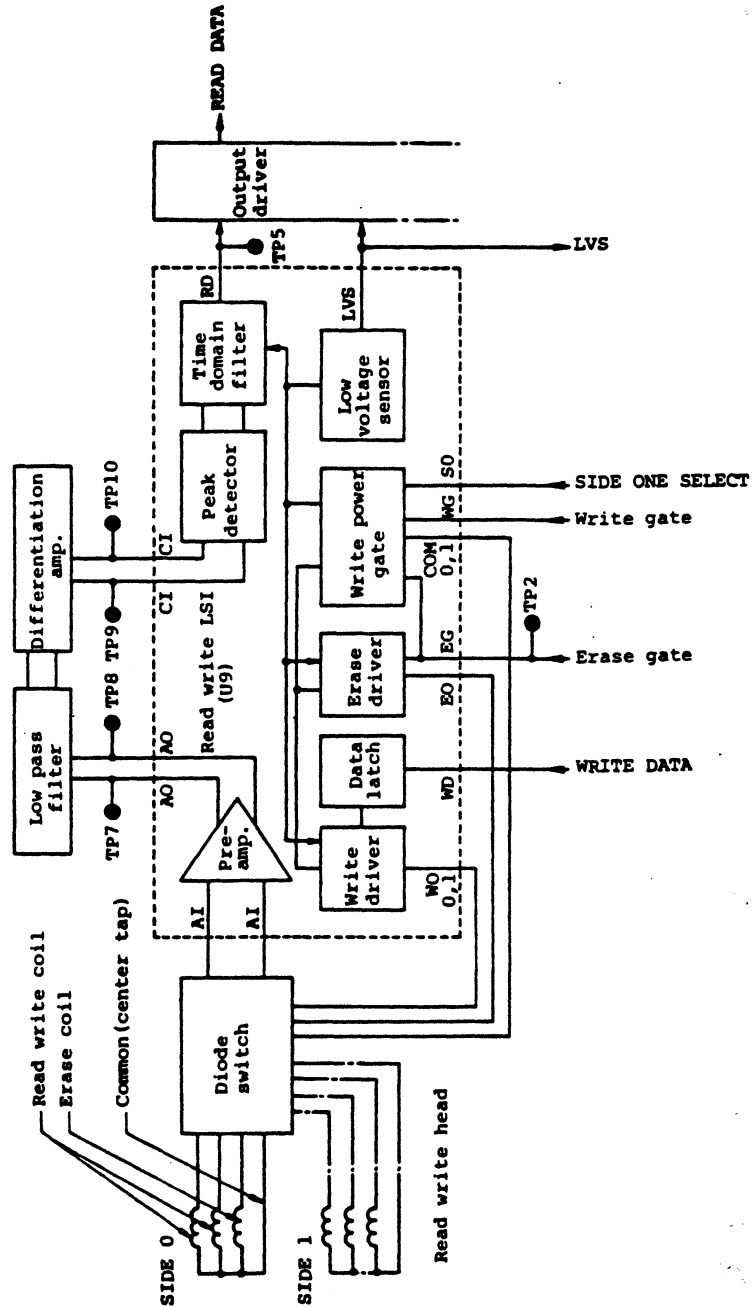 Read write coil
Erase coil
Common(center tap)
SIDE 0
SIDE 1
Read write head
Diode
switch
Low pass
filter
Differentiation
amp.
TP7
TP8
TP9
TP10
AO
AO
CI
CI
AI
AI
Pre-
amp.
Read write LSI
(U9)
Peak
detector
Time
domain
filter
RD
TP5
Output
driver
READ DATA
Write
driver
Data
latch
Erase
driver
Write power
gate
Low
voltage
sensor
LVS
LVS
WO
0,1
WD
EO
EG
COM
0,1
WG
SO
WRITE DATA
Erase gate
TP2
Write gate
SIDE ONE SELECT